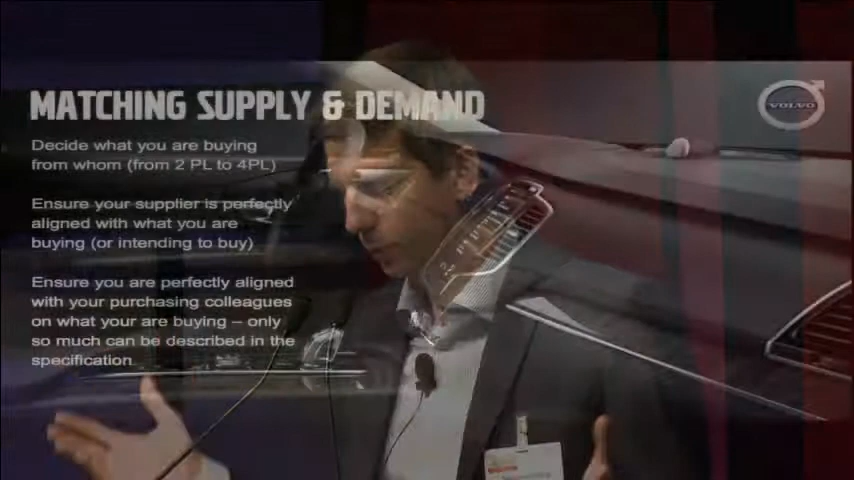 MATCHING SUPPLY & DEMAND
VOLVO
Decide what you are buying
from whom (from 2 PL to 4PL)
Ensure your supplier is perfectly
aligned with what you are
buying (or intending to buy)
Ensure you are perfectly aligned
with your purchasing colleagues
on what your are buying – only
so much can be described in the
specification